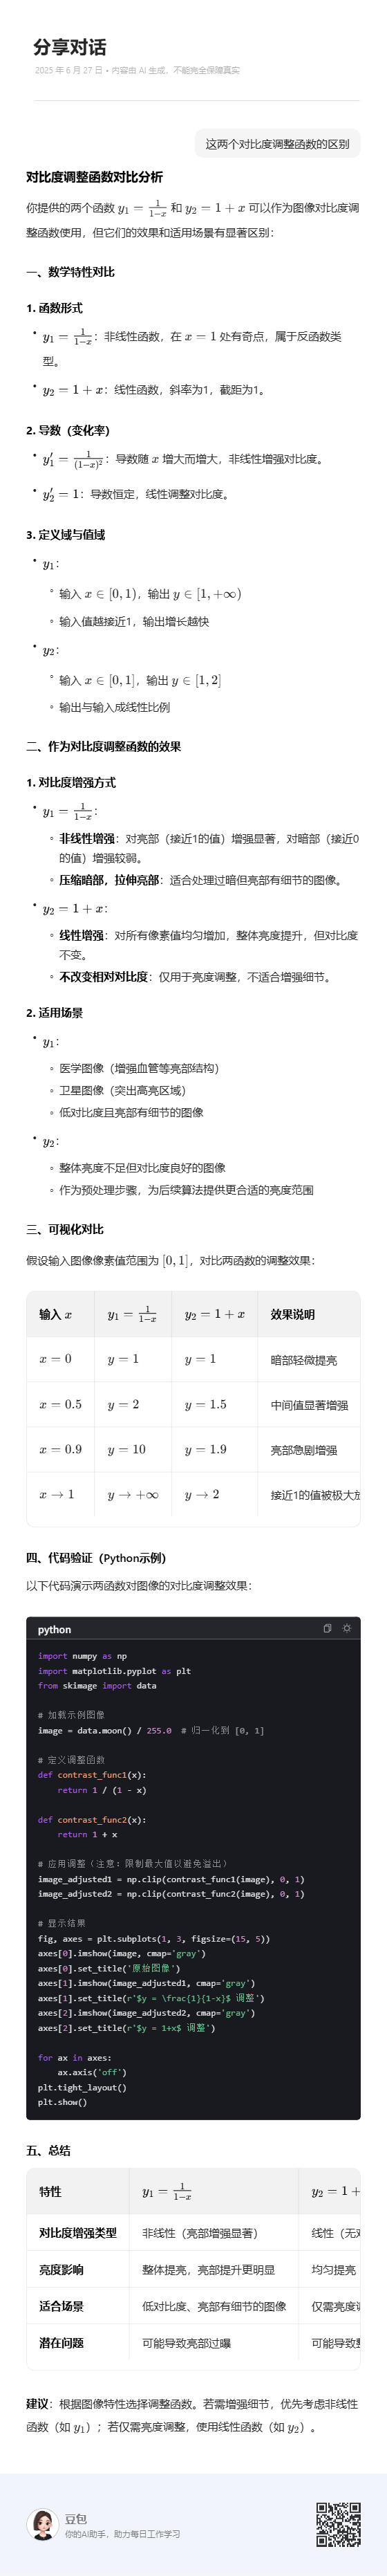 分享对话
2025 年 6 月 27 日 • 内容由 AI 生成，不能完全保障真实
这两个对比度调整函数的区别
对比度调整函数对比分析
你提供的两个函数 y₁ = 1/(1−x) 和 y₂ = 1 + x 可以作为图像对比度调
整函数使用，但它们的效果和适用场景有显著区别：
一、数学特性对比
1. 函数形式
• y₁ = 1/(1−x)：非线性函数，在 x = 1 处有奇点，属于反函数类
型。
• y₂ = 1 + x：线性函数，斜率为1，截距为1。
2. 导数（变化率）
• y₁′ = 1/(1−x)²：导数随 x 增大而增大，非线性增强对比度。
• y₂′ = 1：导数恒定，线性调整对比度。
3. 定义域与值域
• y₁：
◦ 输入 x ∈ [0, 1)，输出 y ∈ [1, +∞)
◦ 输入值越接近1，输出增长越快
• y₂：
◦ 输入 x ∈ [0, 1]，输出 y ∈ [1, 2]
◦ 输出与输入成线性比例
二、作为对比度调整函数的效果
1. 对比度增强方式
• y₁ = 1/(1−x)：
◦ 非线性增强：对亮部（接近1的值）增强显著，对暗部（接近0
的值）增强较弱。
◦ 压缩暗部，拉伸亮部：适合处理过暗但亮部有细节的图像。
• y₂ = 1 + x：
◦ 线性增强：对所有像素值均匀增加，整体亮度提升，但对比度
不变。
◦ 不改变相对对比度：仅用于亮度调整，不适合增强细节。
2. 适用场景
• y₁：
◦ 医学图像（增强血管等亮部结构）
◦ 卫星图像（突出高亮区域）
◦ 低对比度且亮部有细节的图像
• y₂：
◦ 整体亮度不足但对比度良好的图像
◦ 作为预处理步骤，为后续算法提供更合适的亮度范围
三、可视化对比
假设输入图像像素值范围为 [0, 1]，对比两函数的调整效果：
输入 x y₁ = 1/(1−x) y₂ = 1 + x 效果说明
x = 0 y = 1 y = 1 暗部轻微提亮
x = 0.5 y = 2 y = 1.5 中间值显著增强
x = 0.9 y = 10 y = 1.9 亮部急剧增强
x → 1 y → +∞ y → 2 接近1的值被极大放
四、代码验证（Python示例）
以下代码演示两函数对图像的对比度调整效果：
python
import numpy as np
import matplotlib.pyplot as plt
from skimage import data
# 加载示例图像
image = data.moon() / 255.0  # 归一化到 [0, 1]
# 定义调整函数
def contrast_func1(x):
    return 1 / (1 - x)
def contrast_func2(x):
    return 1 + x
# 应用调整（注意：限制最大值以避免溢出）
image_adjusted1 = np.clip(contrast_func1(image), 0, 1)
image_adjusted2 = np.clip(contrast_func2(image), 0, 1)
# 显示结果
fig, axes = plt.subplots(1, 3, figsize=(15, 5))
axes[0].imshow(image, cmap='gray')
axes[0].set_title('原始图像')
axes[1].imshow(image_adjusted1, cmap='gray')
axes[1].set_title(r'$y = \frac{1}{1-x}$ 调整')
axes[2].imshow(image_adjusted2, cmap='gray')
axes[2].set_title(r'$y = 1+x$ 调整')
for ax in axes:
    ax.axis('off')
plt.tight_layout()
plt.show()
五、总结
特性 y₁ = 1/(1−x) y₂ = 1 +
对比度增强类型 非线性（亮部增强显著） 线性（无
亮度影响 整体提亮，亮部提升更明显 均匀提亮
适合场景 低对比度、亮部有细节的图像 仅需亮度
潜在问题 可能导致亮部过曝 可能导致
建议：根据图像特性选择调整函数。若需增强细节，优先考虑非线性
函数（如 y₁）；若仅需亮度调整，使用线性函数（如 y₂）。
豆包
你的AI助手，助力每日工作学习